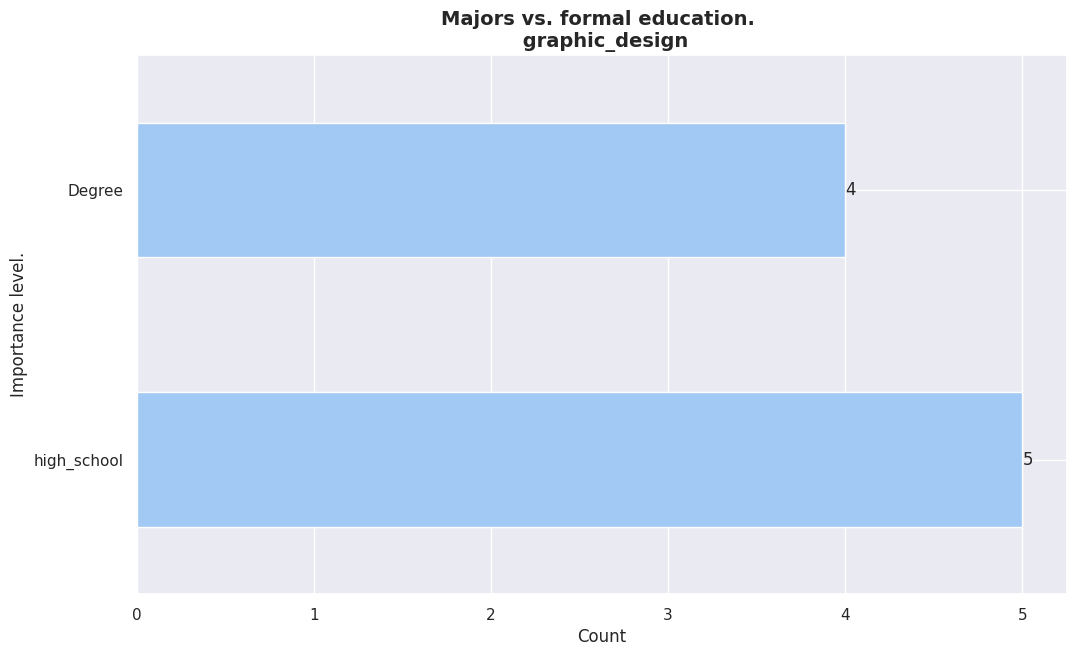 Majors vs. formal education.
graphic_design
Importance level.
Degree
4
high_school
5
0 1 2 3 4 5
Count